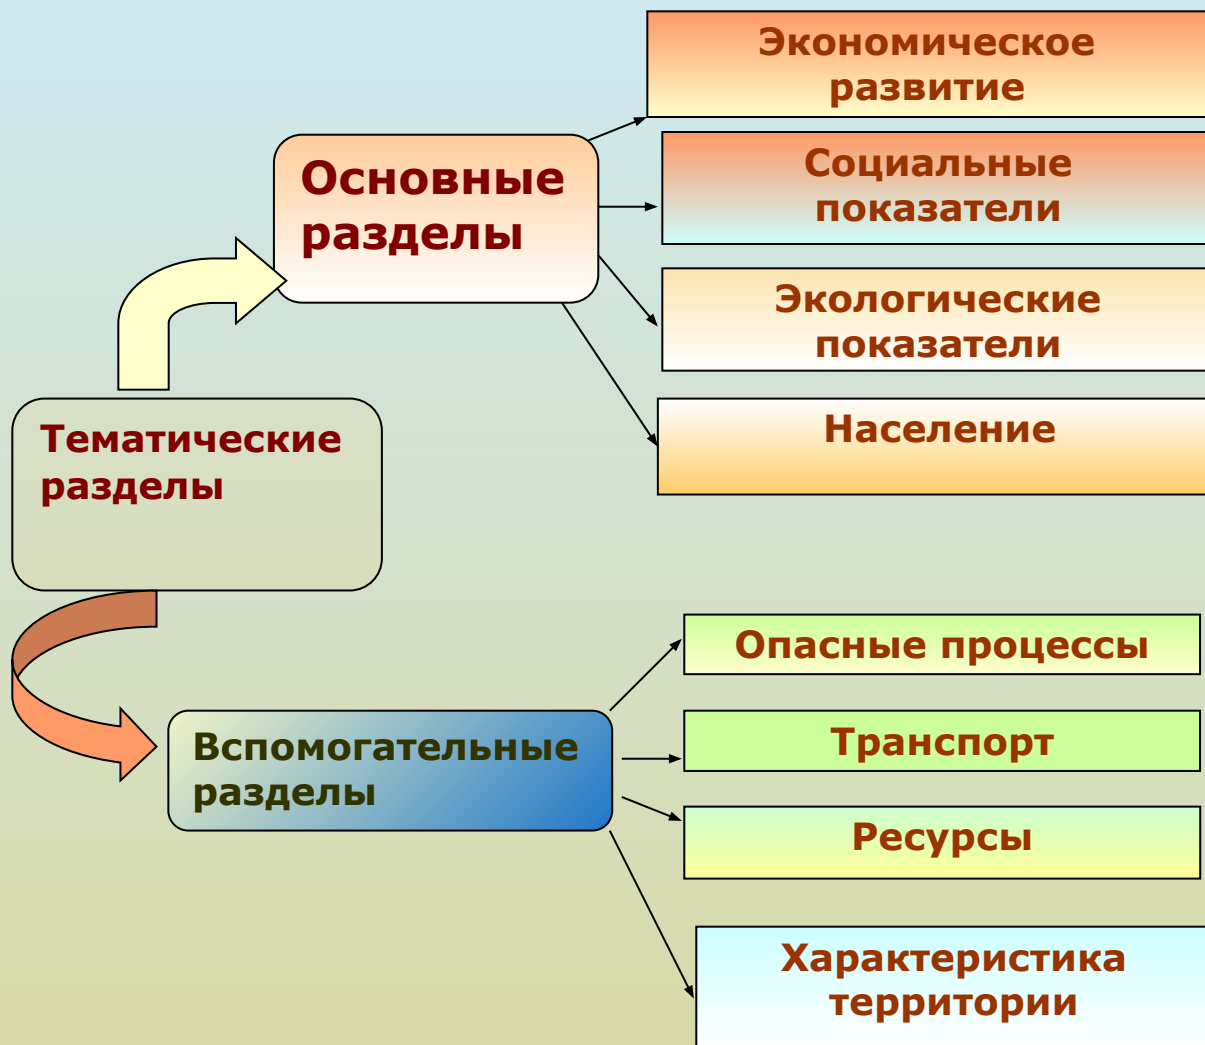 Экономическое
развитие
Основные
разделы
Социальные
показатели
Экологические
показатели
Население
Тематические
разделы
Опасные процессы
Вспомогательные
разделы
Транспорт
Ресурсы
Характеристика
территории